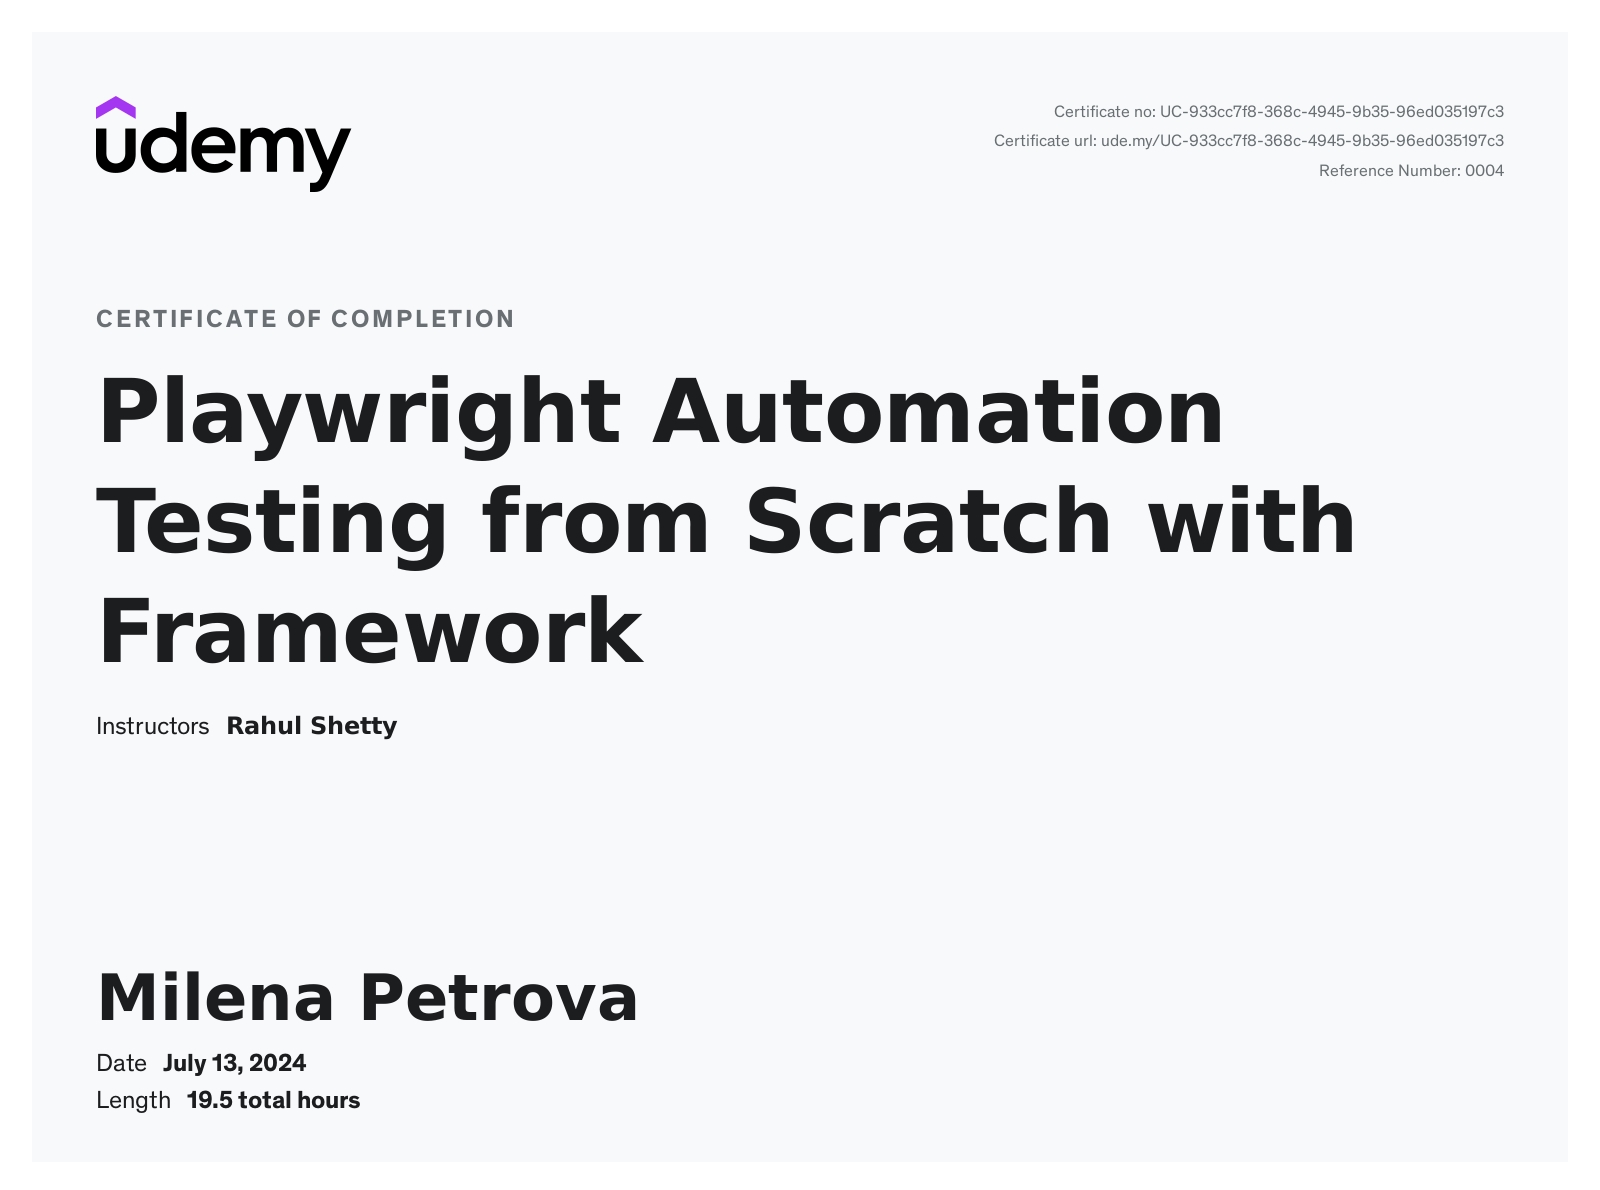 udemy
Certificate no: UC-933cc7f8-368c-4945-9b35-96ed035197c3
Certificate url: ude.my/UC-933cc7f8-368c-4945-9b35-96ed035197c3
Reference Number: 0004
CERTIFICATE OF COMPLETION
Playwright Automation
Testing from Scratch with
Framework
Instructors Rahul Shetty
Milena Petrova
Date July 13, 2024
Length 19.5 total hours